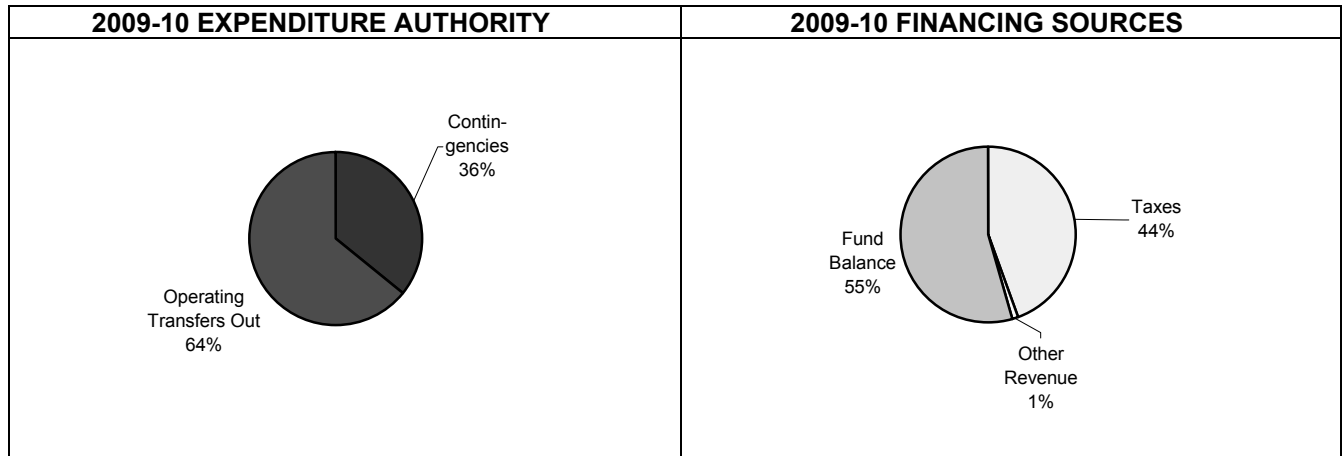 2009-10 EXPENDITURE AUTHORITY
Contin-
gencies
36%
Operating
Transfers Out
64%
2009-10 FINANCING SOURCES
Taxes
44%
Fund
Balance
55%
Other
Revenue
1%